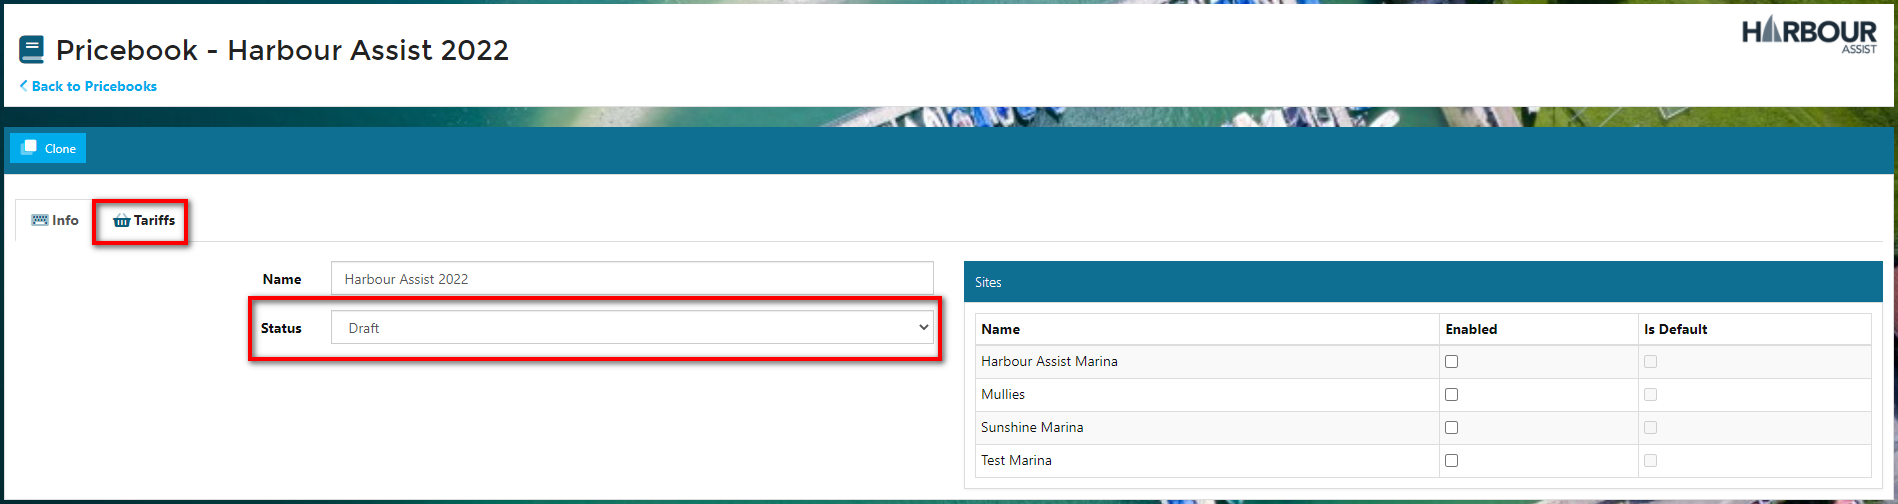 Pricebook - Harbour Assist 2022
HARBOUR
ASSIST
Back to Pricebooks
Clone
Info
Tariffs
Name
Harbour Assist 2022
Status
Draft
Sites
Name Enabled Is Default
Harbour Assist Marina
Mullies
Sunshine Marina
Test Marina